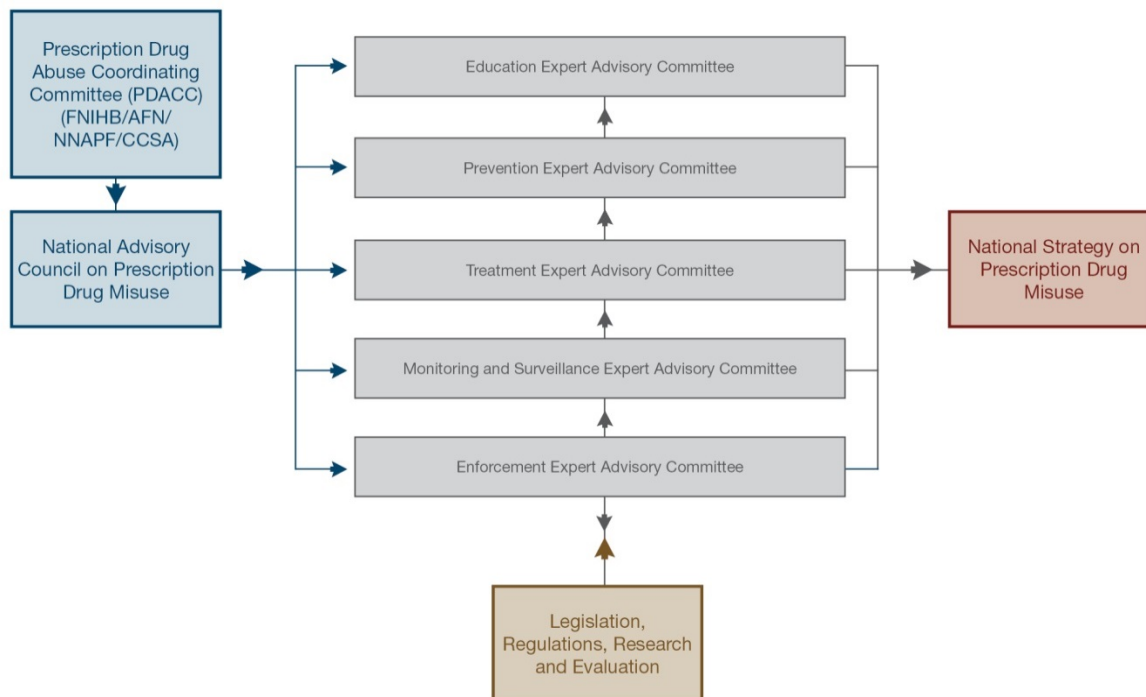 Prescription Drug
Abuse Coordinating
Committee (PDACC)
(FNIHB/AFN/
NNAPF/CCSA)
National Advisory
Council on Prescription
Drug Misuse
Education Expert Advisory Committee
Prevention Expert Advisory Committee
Treatment Expert Advisory Committee
Monitoring and Surveillance Expert Advisory Committee
Enforcement Expert Advisory Committee
Legislation,
Regulations, Research
and Evaluation
National Strategy on
Prescription Drug
Misuse